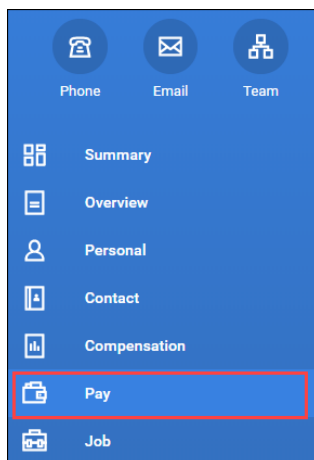 Phone Email Team
Summary
Overview
Personal
Contact
Compensation
Pay
Job